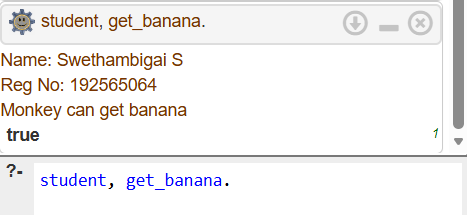 student, get_banana.
Name: Swethambigai S
Reg No: 192565064
Monkey can get banana
true
1
?-
student, get_banana.